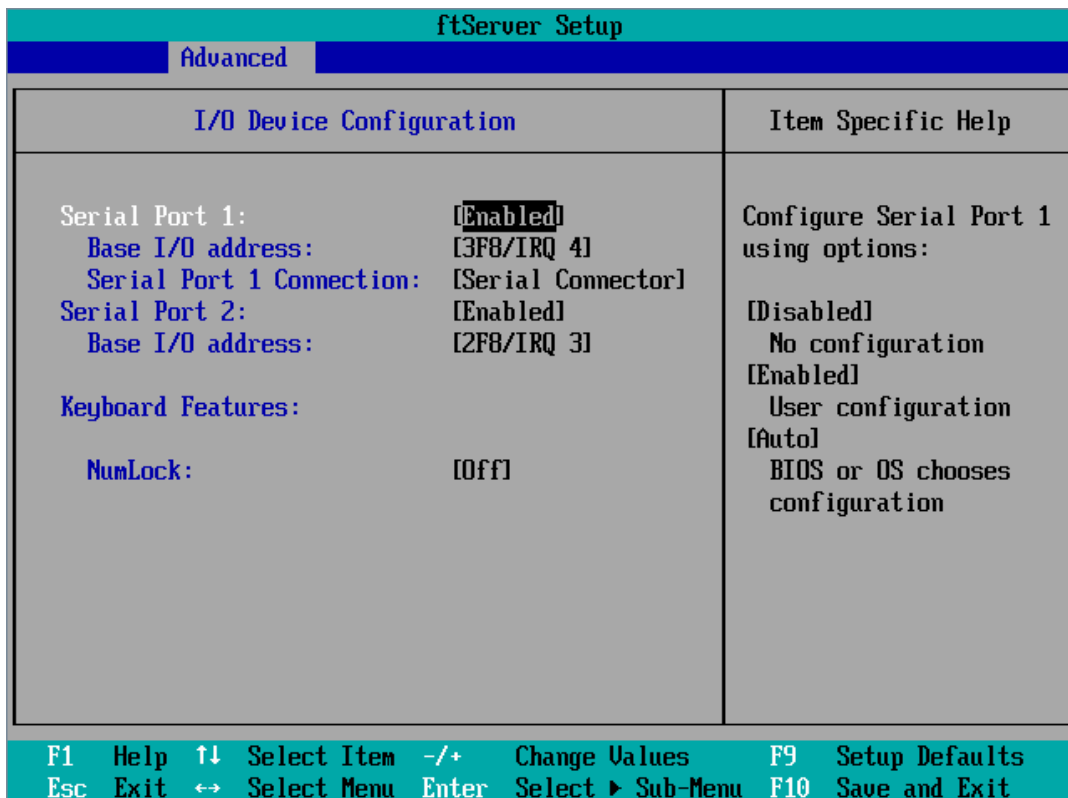 ftServer Setup
Advanced
I/O Device Configuration
Item Specific Help
Serial Port 1: [Enabled]
Base I/O address: [3F8/IRQ 4]
Serial Port 1 Connection: [Serial Connector]
Serial Port 2: [Enabled]
Base I/O address: [2F8/IRQ 3]
Keyboard Features:
NumLock: [Off]
Configure Serial Port 1
using options:
[Disabled]
No configuration
[Enabled]
User configuration
[Auto]
BIOS or OS chooses
configuration
F1 Help ↑↓ Select Item -/+ Change Values F9 Setup Defaults
Esc Exit ↔ Select Menu Enter Select ▶ Sub-Menu F10 Save and Exit